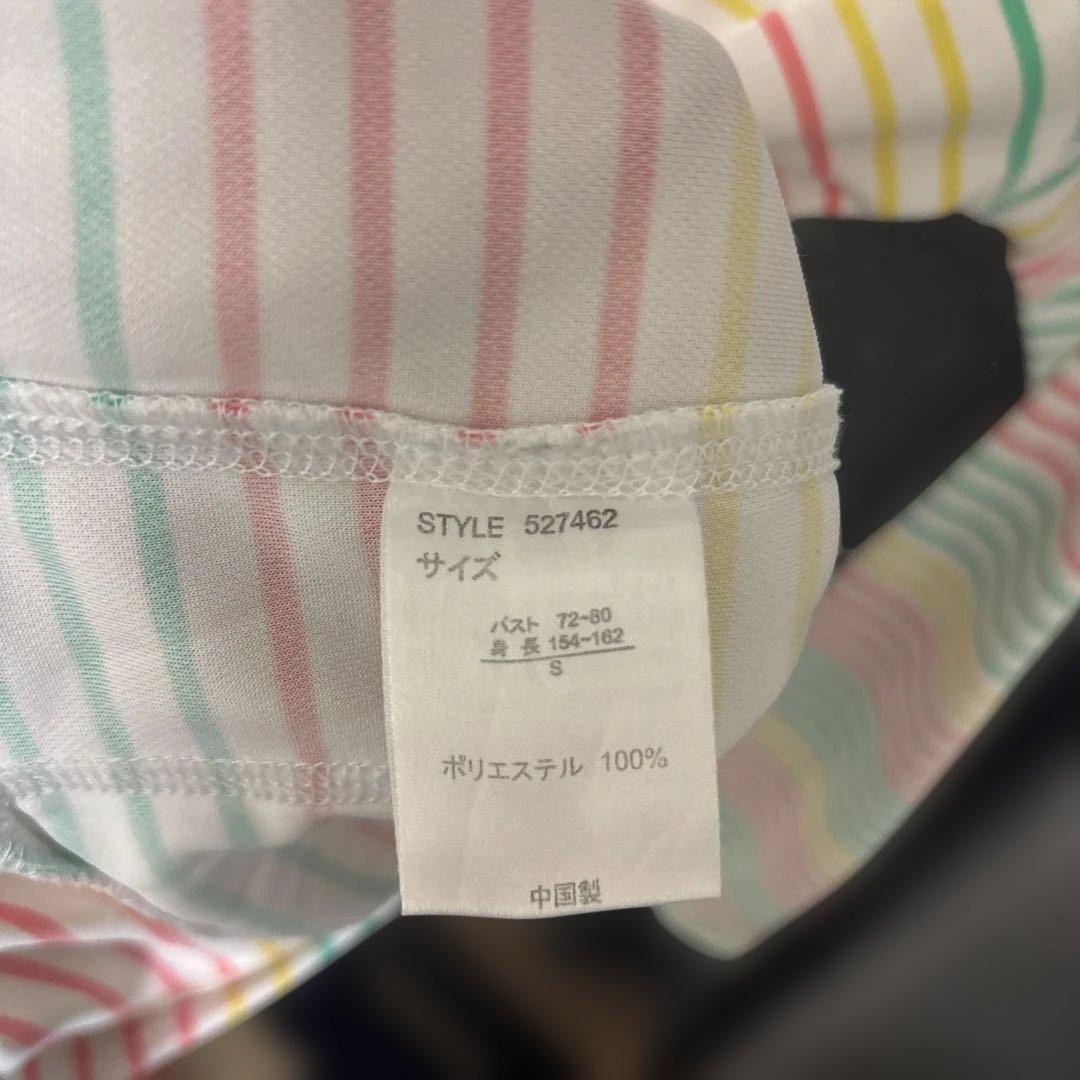 STYLE 527462
サイズ
バスト 72~80
身 長 154~162
S
ポリエステル 100%
中国製